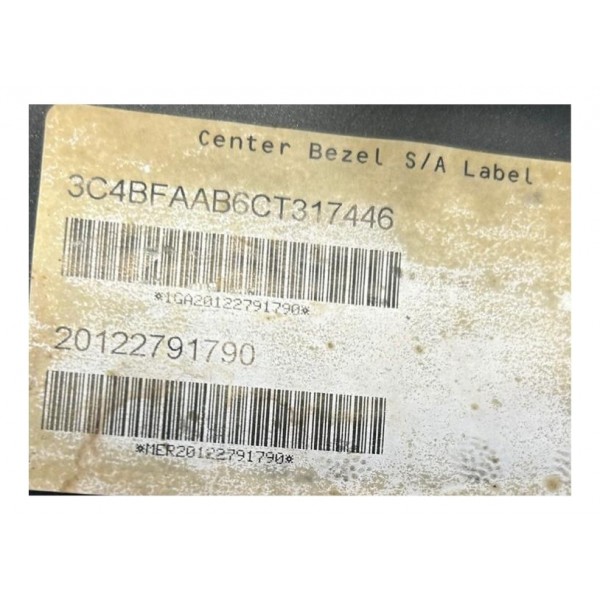 Center Bezel S/A Label
3C4BFAAB6CT317446
*1GA20122791790*
20122791790
*MER20122791790*